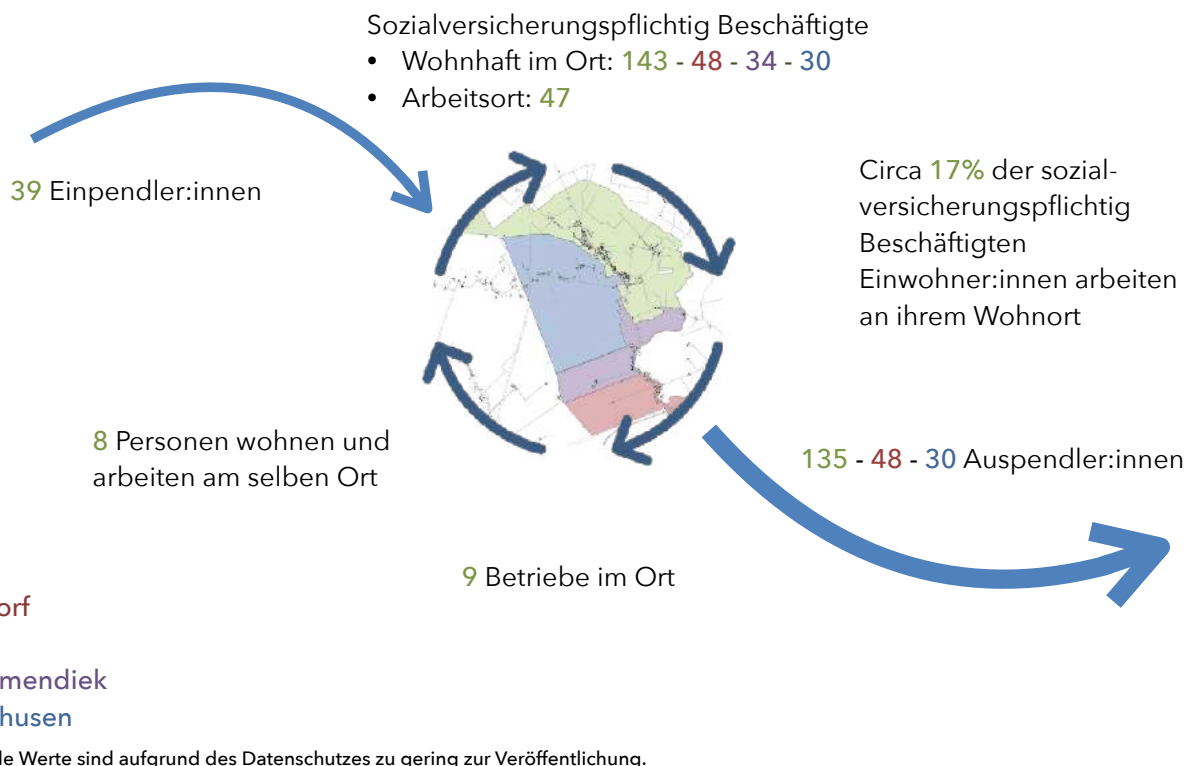 Sozialversicherungspflichtig Beschäftigte
• Wohnhaft im Ort: 143 - 48 - 34 - 30
• Arbeitsort: 47
39 Einpendler:innen
Circa 17% der sozial-
versicherungspflichtig
Beschäftigten
Einwohner:innen arbeiten
an ihrem Wohnort
8 Personen wohnen und
arbeiten am selben Ort
135 - 48 - 30 Auspendler:innen
9 Betriebe im Ort
orf
mendiek
husen
de Werte sind aufgrund des Datenschutzes zu gering zur Veröffentlichung.